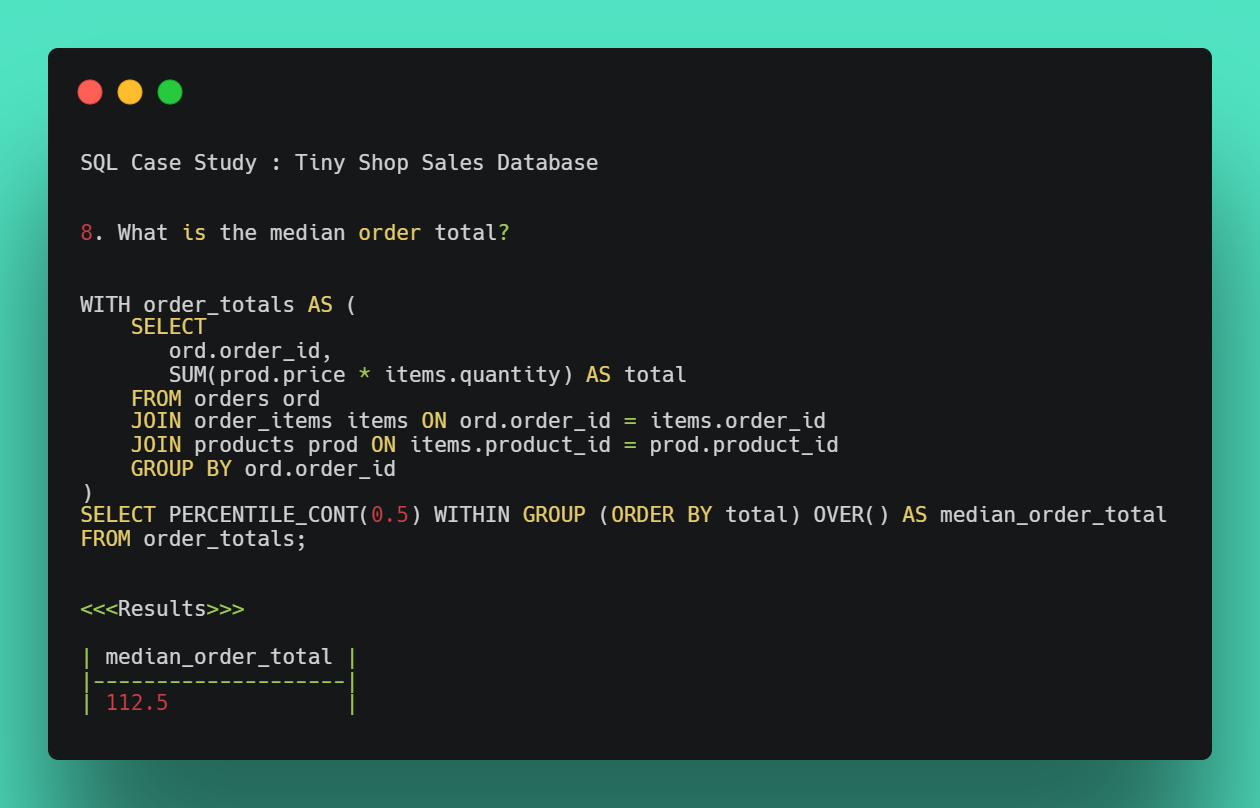 SQL Case Study : Tiny Shop Sales Database
8. What is the median order total?
WITH order_totals AS (
    SELECT
       ord.order_id,
       SUM(prod.price * items.quantity) AS total
    FROM orders ord
    JOIN order_items items ON ord.order_id = items.order_id
    JOIN products prod ON items.product_id = prod.product_id
    GROUP BY ord.order_id
)
SELECT PERCENTILE_CONT(0.5) WITHIN GROUP (ORDER BY total) OVER() AS median_order_total
FROM order_totals;
<<<Results>>>
| median_order_total |
|--------------------|
| 112.5              |